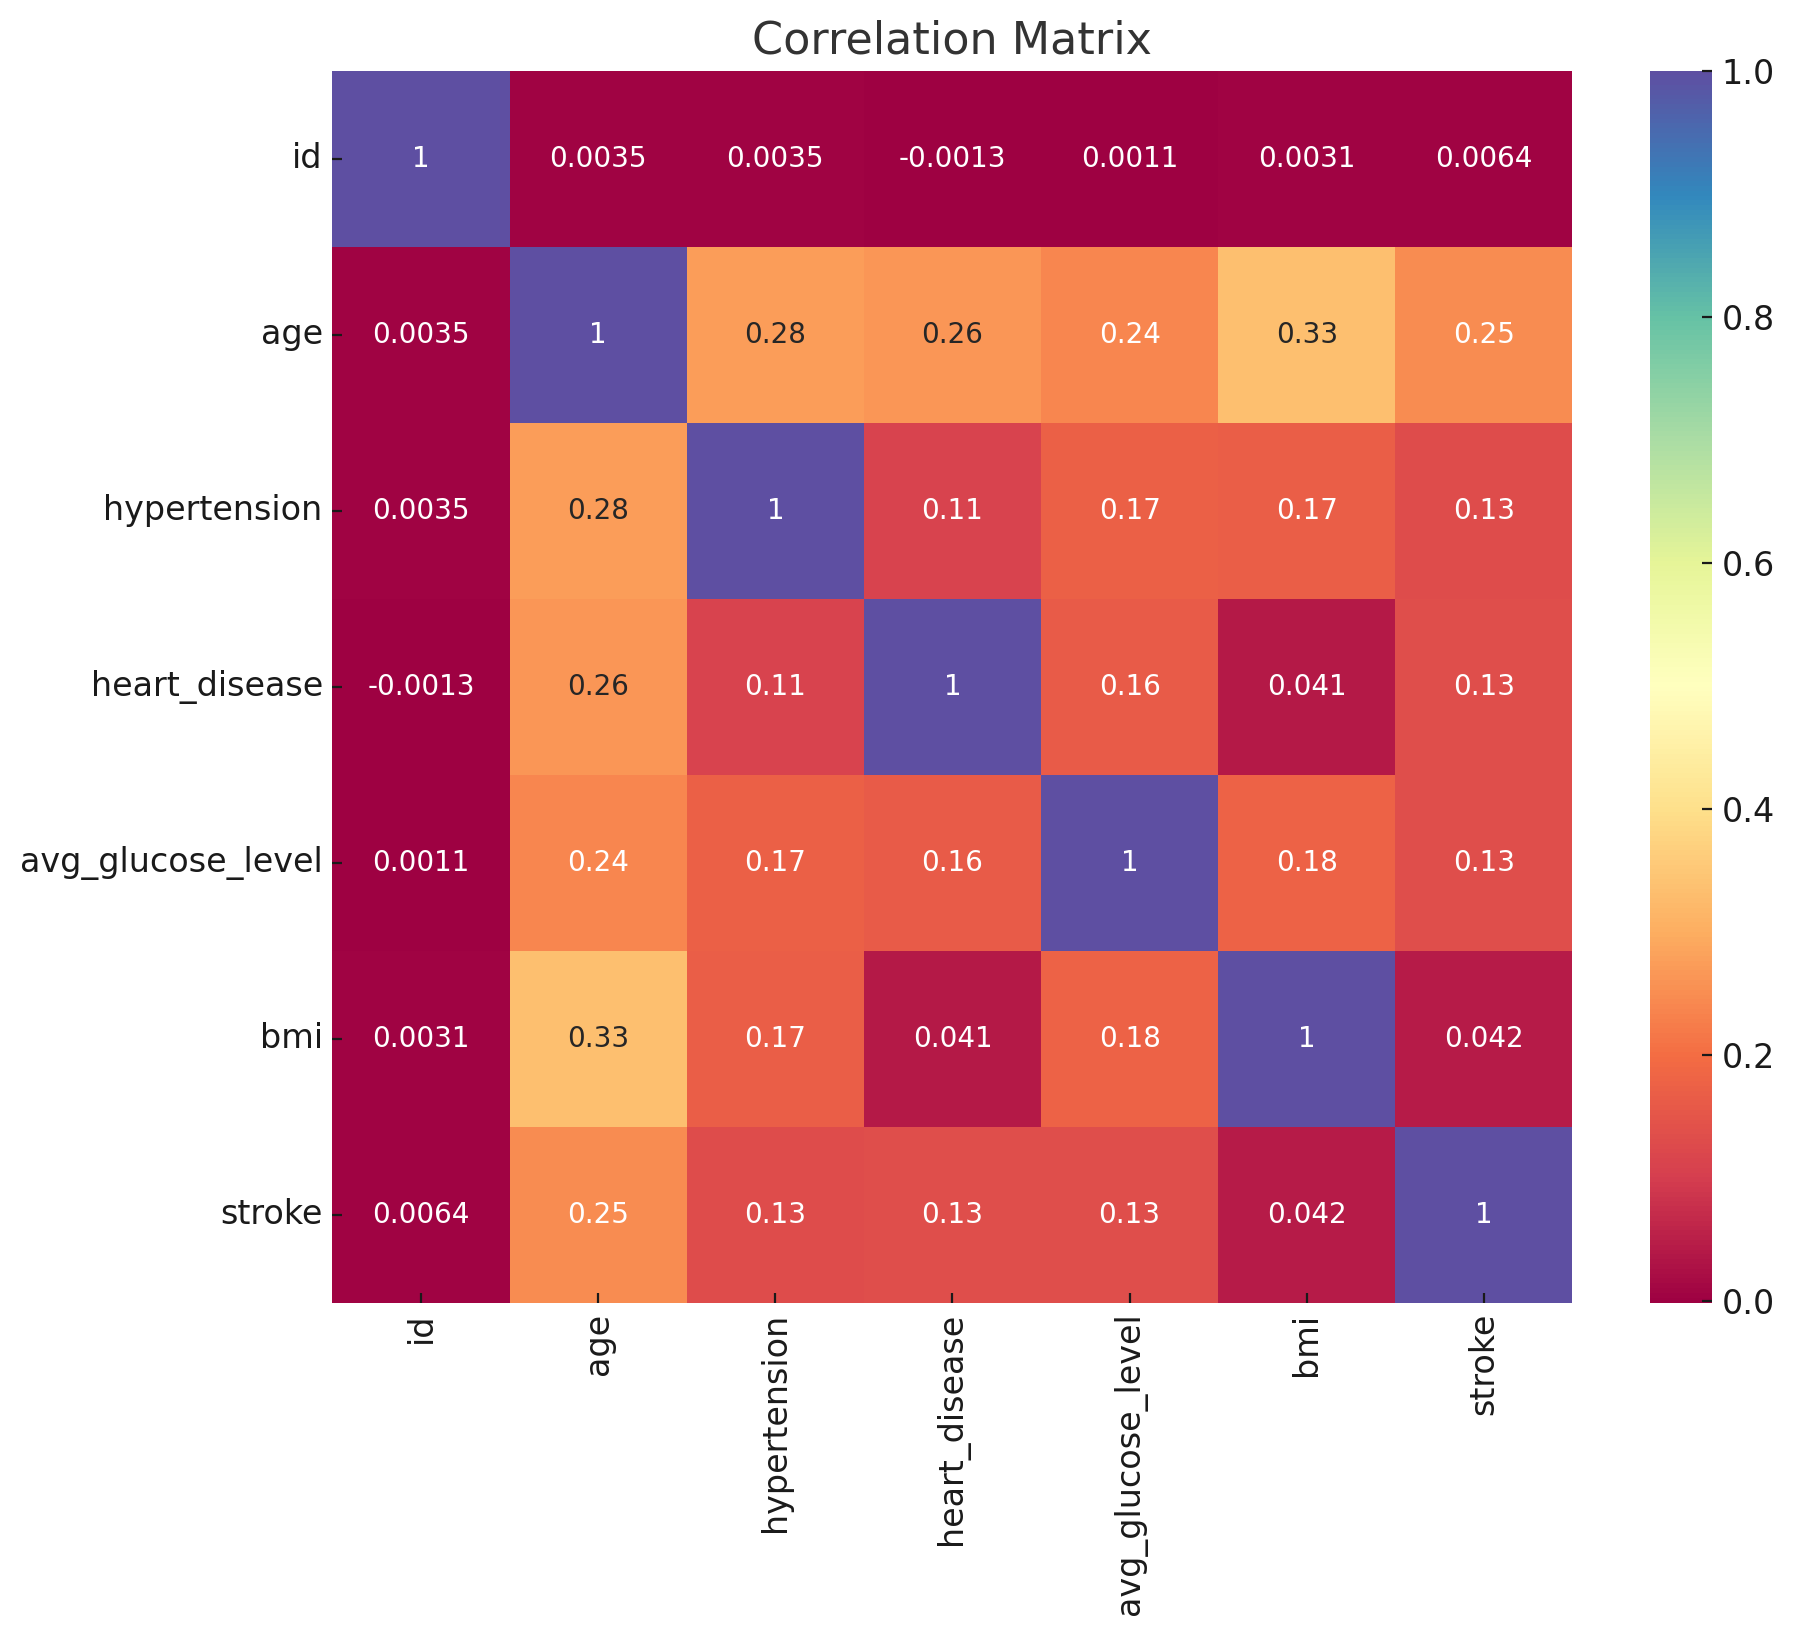 Correlation Matrix
id 1 0.0035 0.0035 -0.0013 0.0011 0.0031 0.0064
age 0.0035 1 0.28 0.26 0.24 0.33 0.25
hypertension 0.0035 0.28 1 0.11 0.17 0.17 0.13
heart_disease -0.0013 0.26 0.11 1 0.16 0.041 0.13
avg_glucose_level 0.0011 0.24 0.17 0.16 1 0.18 0.13
bmi 0.0031 0.33 0.17 0.041 0.18 1 0.042
stroke 0.0064 0.25 0.13 0.13 0.13 0.042 1
id
age
hypertension
heart_disease
avg_glucose_level
bmi
stroke
1.0
0.8
0.6
0.4
0.2
0.0